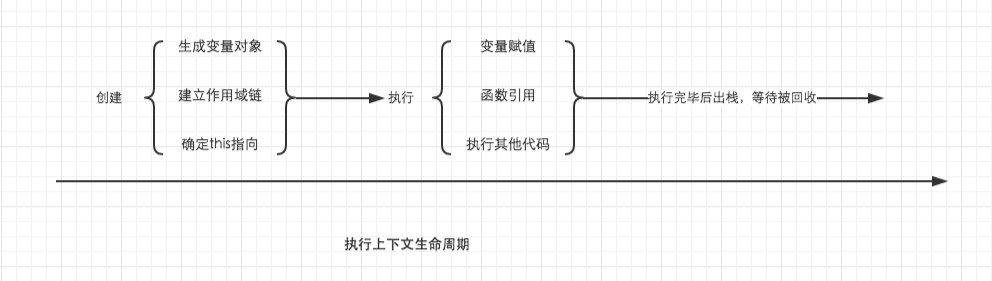 创建
生成变量对象
建立作用域链
确定this指向
执行
变量赋值
函数引用
执行其他代码
执行完毕后出栈，等待被回收
执行上下文生命周期